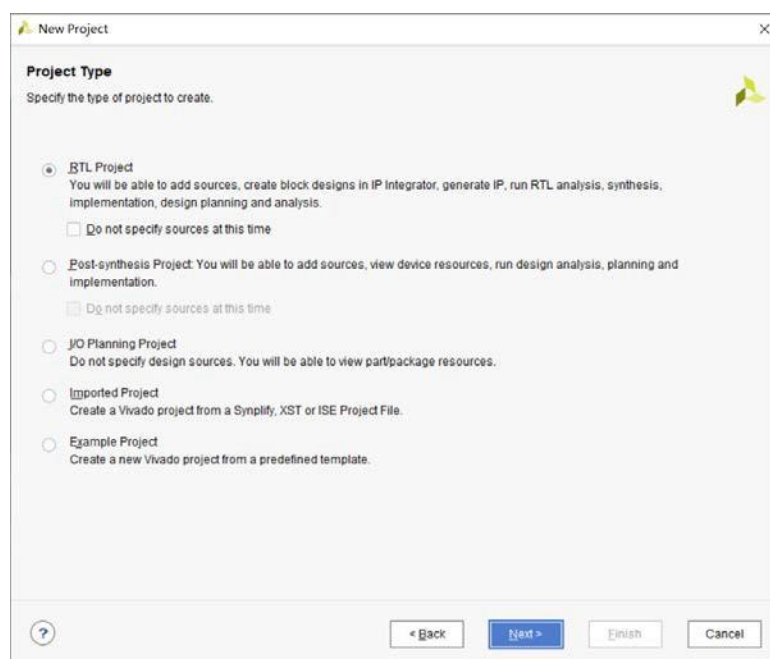 New Project
Project Type
Specify the type of project to create.
RTL Project
You will be able to add sources, create block designs in IP Integrator, generate IP, run RTL analysis, synthesis,
implementation, design planning and analysis.
Do not specify sources at this time
Post-synthesis Project: You will be able to add sources, view device resources, run design analysis, planning and
implementation.
Do not specify sources at this time
I/O Planning Project
Do not specify design sources. You will be able to view part/package resources.
Imported Project
Create a Vivado project from a Synplify, XST or ISE Project File.
Example Project
Create a new Vivado project from a predefined template.
?
< Back
Next >
Finish
Cancel